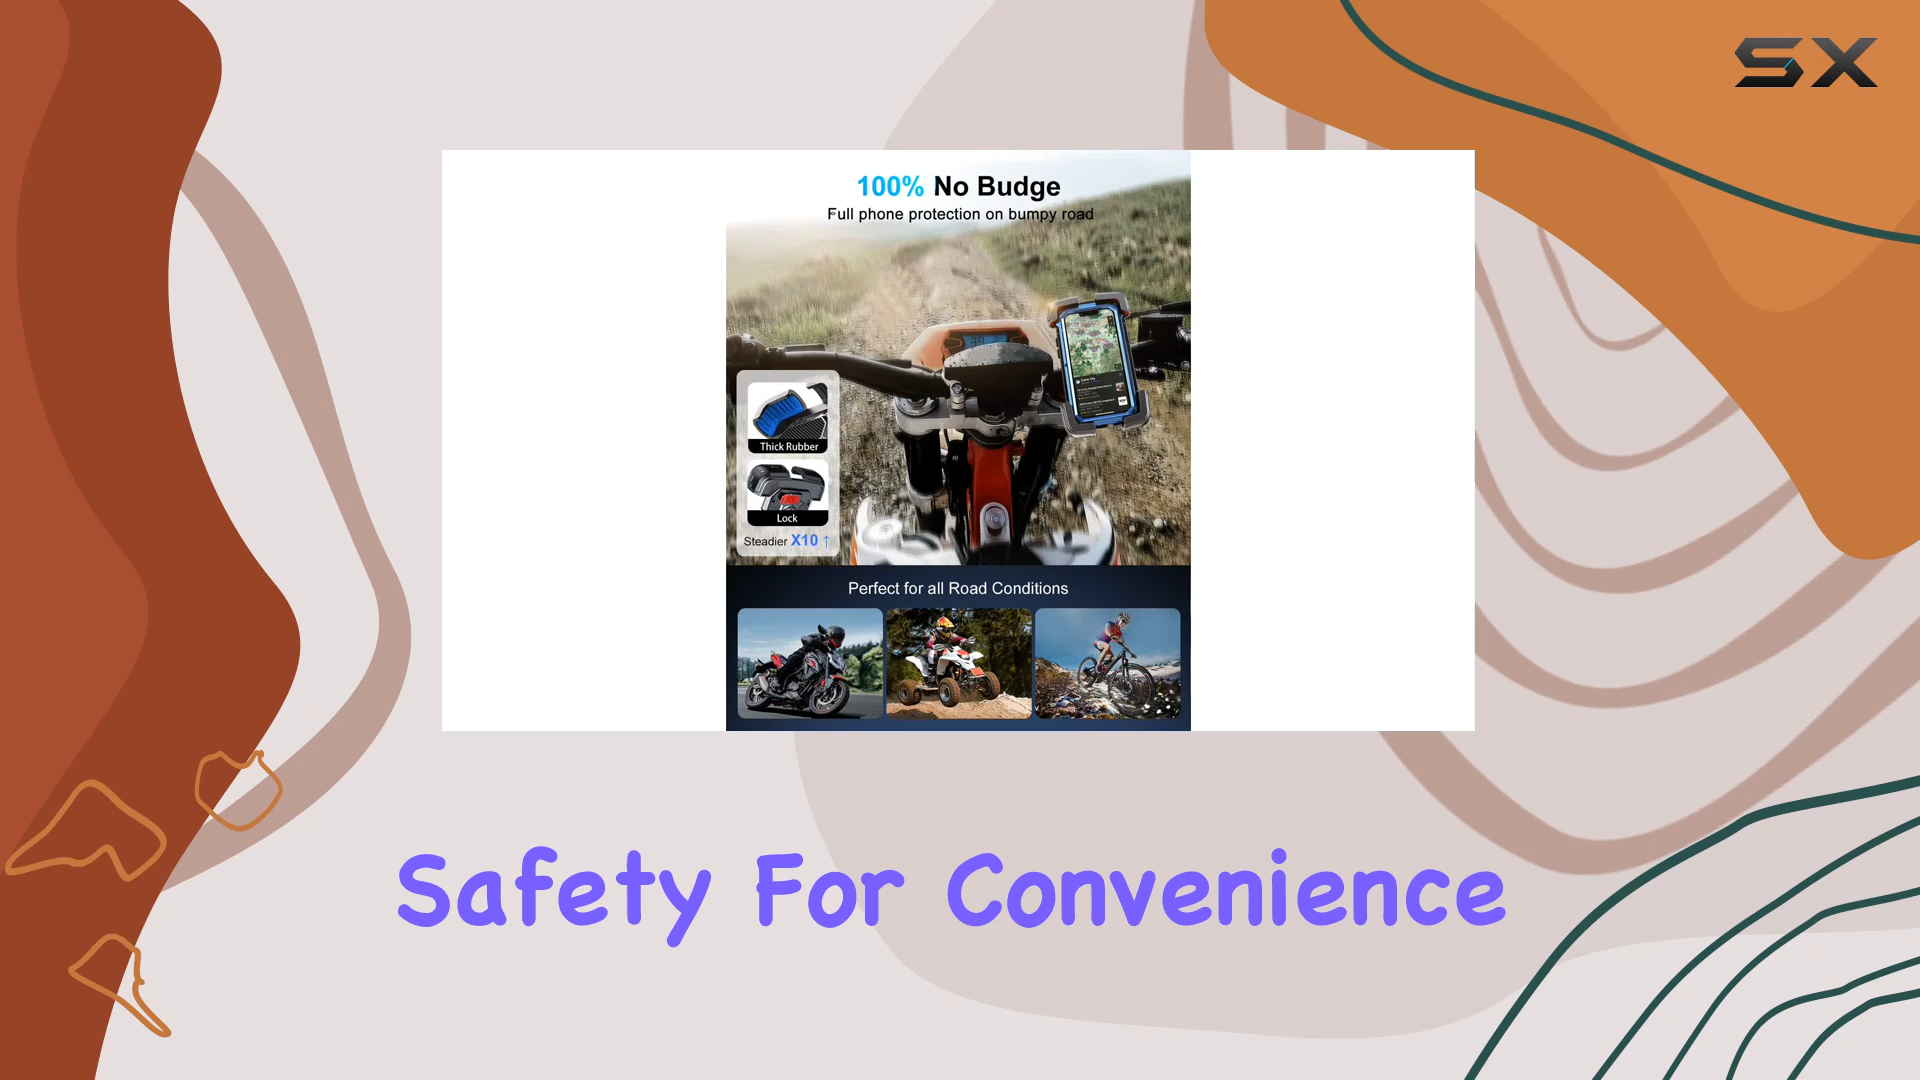 SX
100% No Budge
Full phone protection on bumpy road
Thick Rubber
Lock
Steadier X10 ↑
Perfect for all Road Conditions
Safety For Convenience